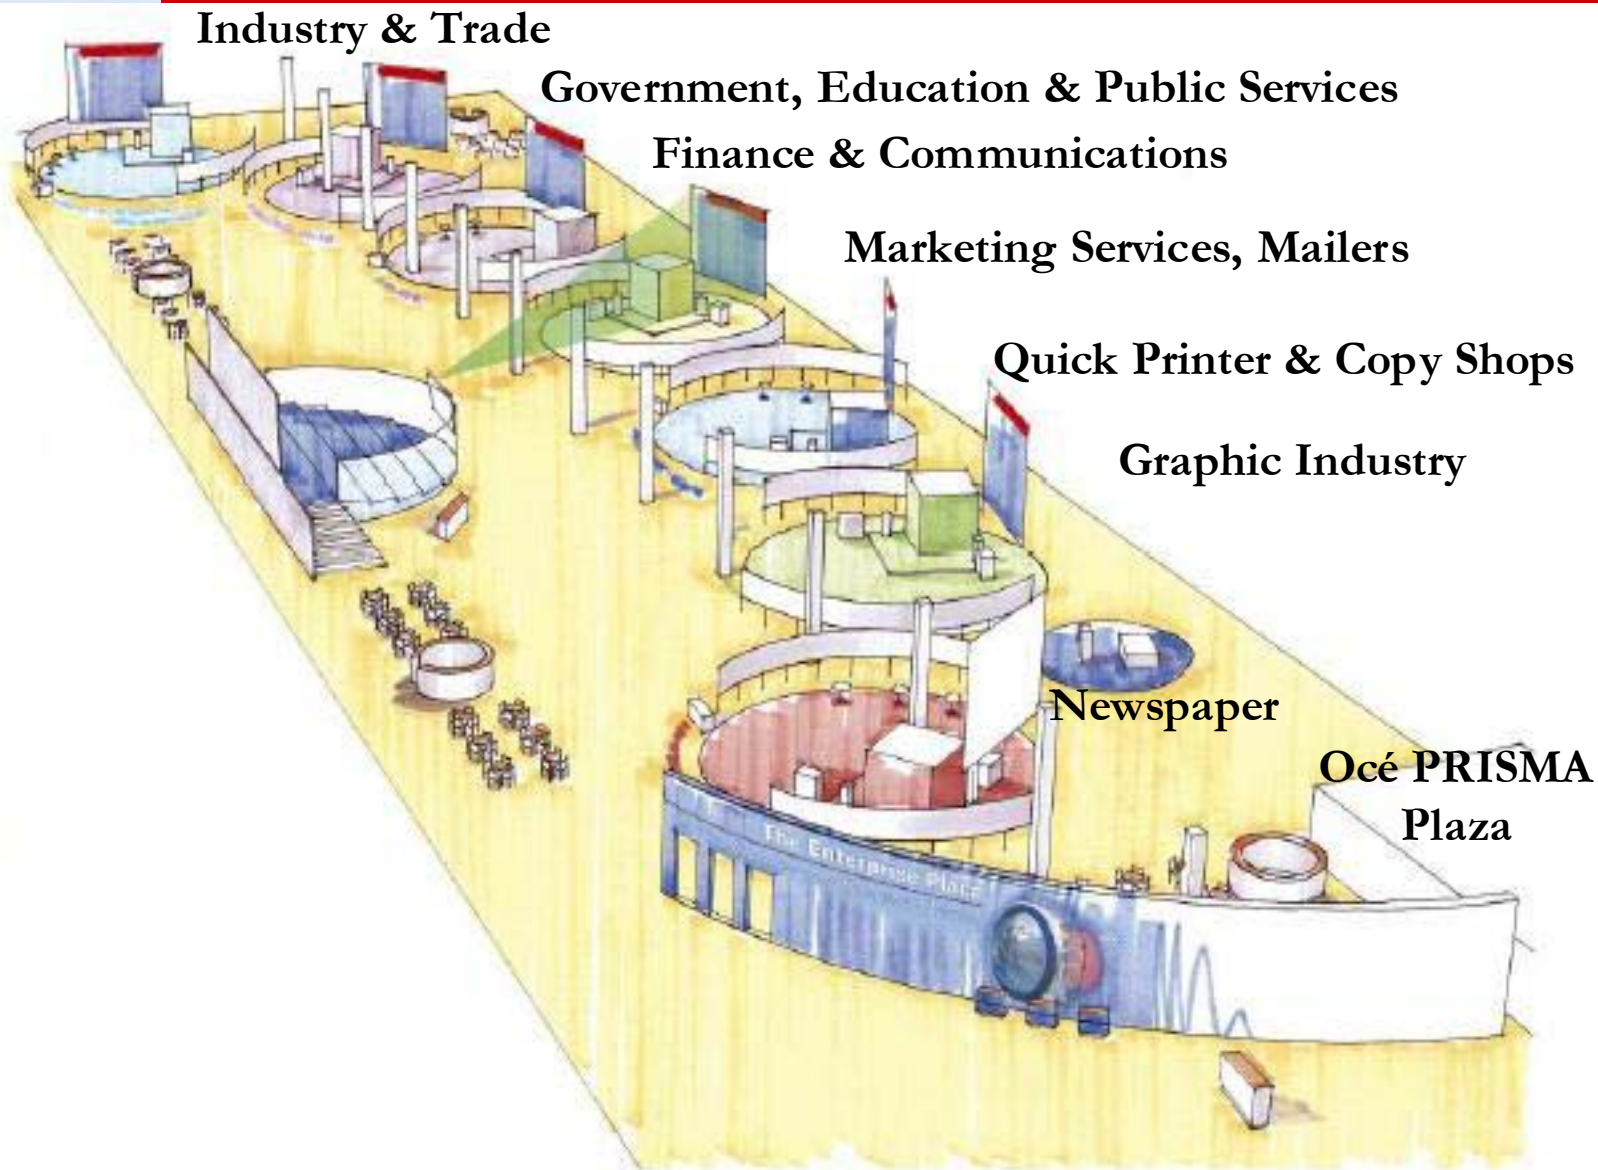 Industry & Trade
Government, Education & Public Services
Finance & Communications
Marketing Services, Mailers
Quick Printer & Copy Shops
Graphic Industry
Newspaper
Océ PRISMA
Plaza
The Enterprise Place